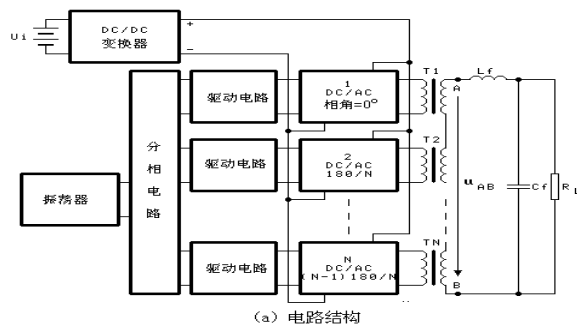 Ui
DC/DC
变换器
+
−
振荡器
分相电路
驱动电路
1
DC/AC
相角=0°
T1
驱动电路
2
DC/AC
180/N
T2
驱动电路
N
DC/AC
(N-1)180/N
TN
Lf
A
uAB
B
Cf
RL
(a) 电路结构